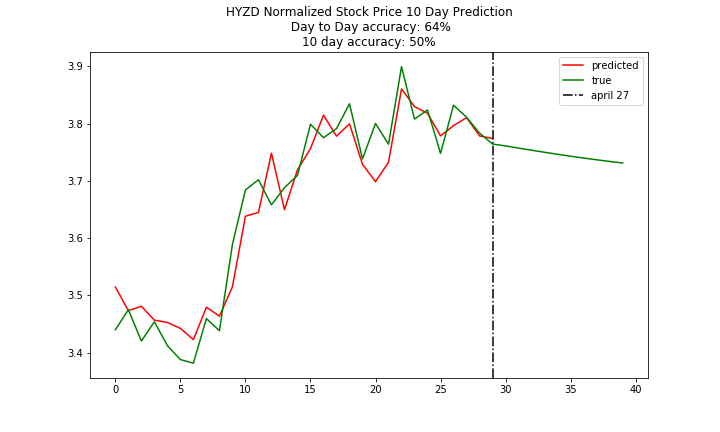 HYZD Normalized Stock Price 10 Day Prediction
Day to Day accuracy: 64%
10 day accuracy: 50%
predicted
true
april 27
3.9
3.8
3.7
3.6
3.5
3.4
0 5 10 15 20 25 30 35 40